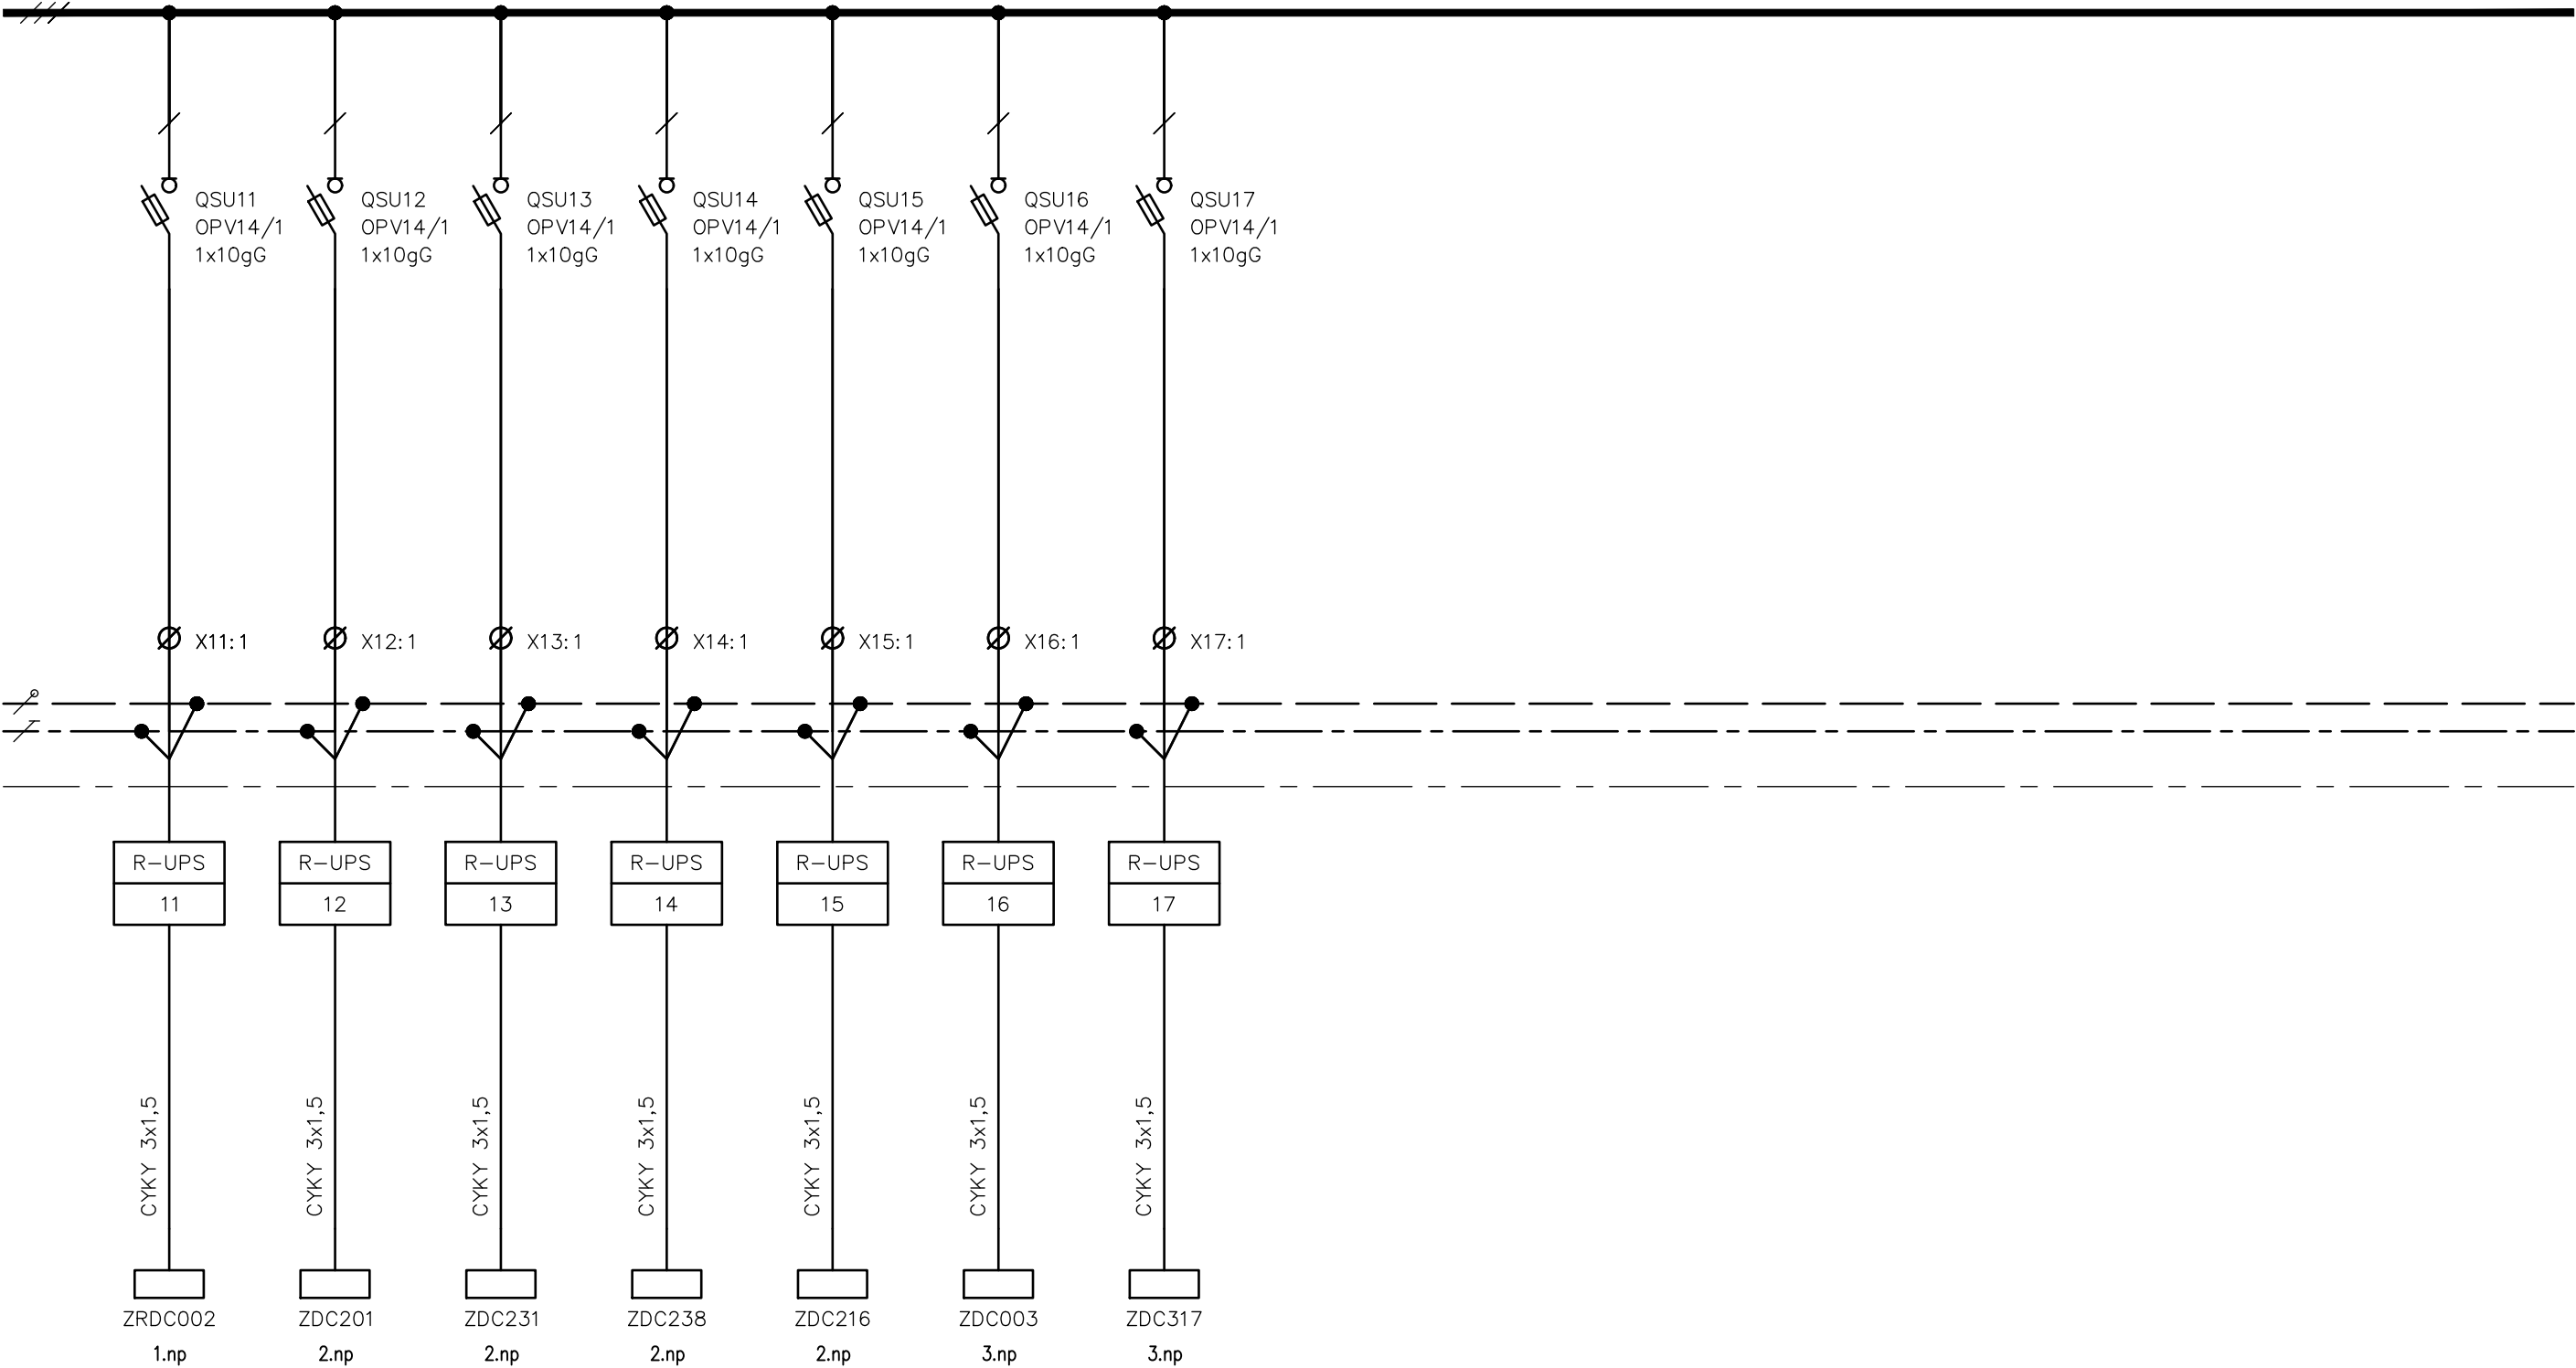 QSU11 QSU12 QSU13 QSU14 QSU15 QSU16 QSU17
OPV14/1 OPV14/1 OPV14/1 OPV14/1 OPV14/1 OPV14/1 OPV14/1
1x10gG 1x10gG 1x10gG 1x10gG 1x10gG 1x10gG 1x10gG
X11:1 X12:1 X13:1 X14:1 X15:1 X16:1 X17:1
R-UPS R-UPS R-UPS R-UPS R-UPS R-UPS R-UPS
11 12 13 14 15 16 17
CYKY 3x1,5 CYKY 3x1,5 CYKY 3x1,5 CYKY 3x1,5 CYKY 3x1,5 CYKY 3x1,5 CYKY 3x1,5
ZRDC002 ZDC201 ZDC231 ZDC238 ZDC216 ZDC003 ZDC317
1.np 2.np 2.np 2.np 2.np 3.np 3.np